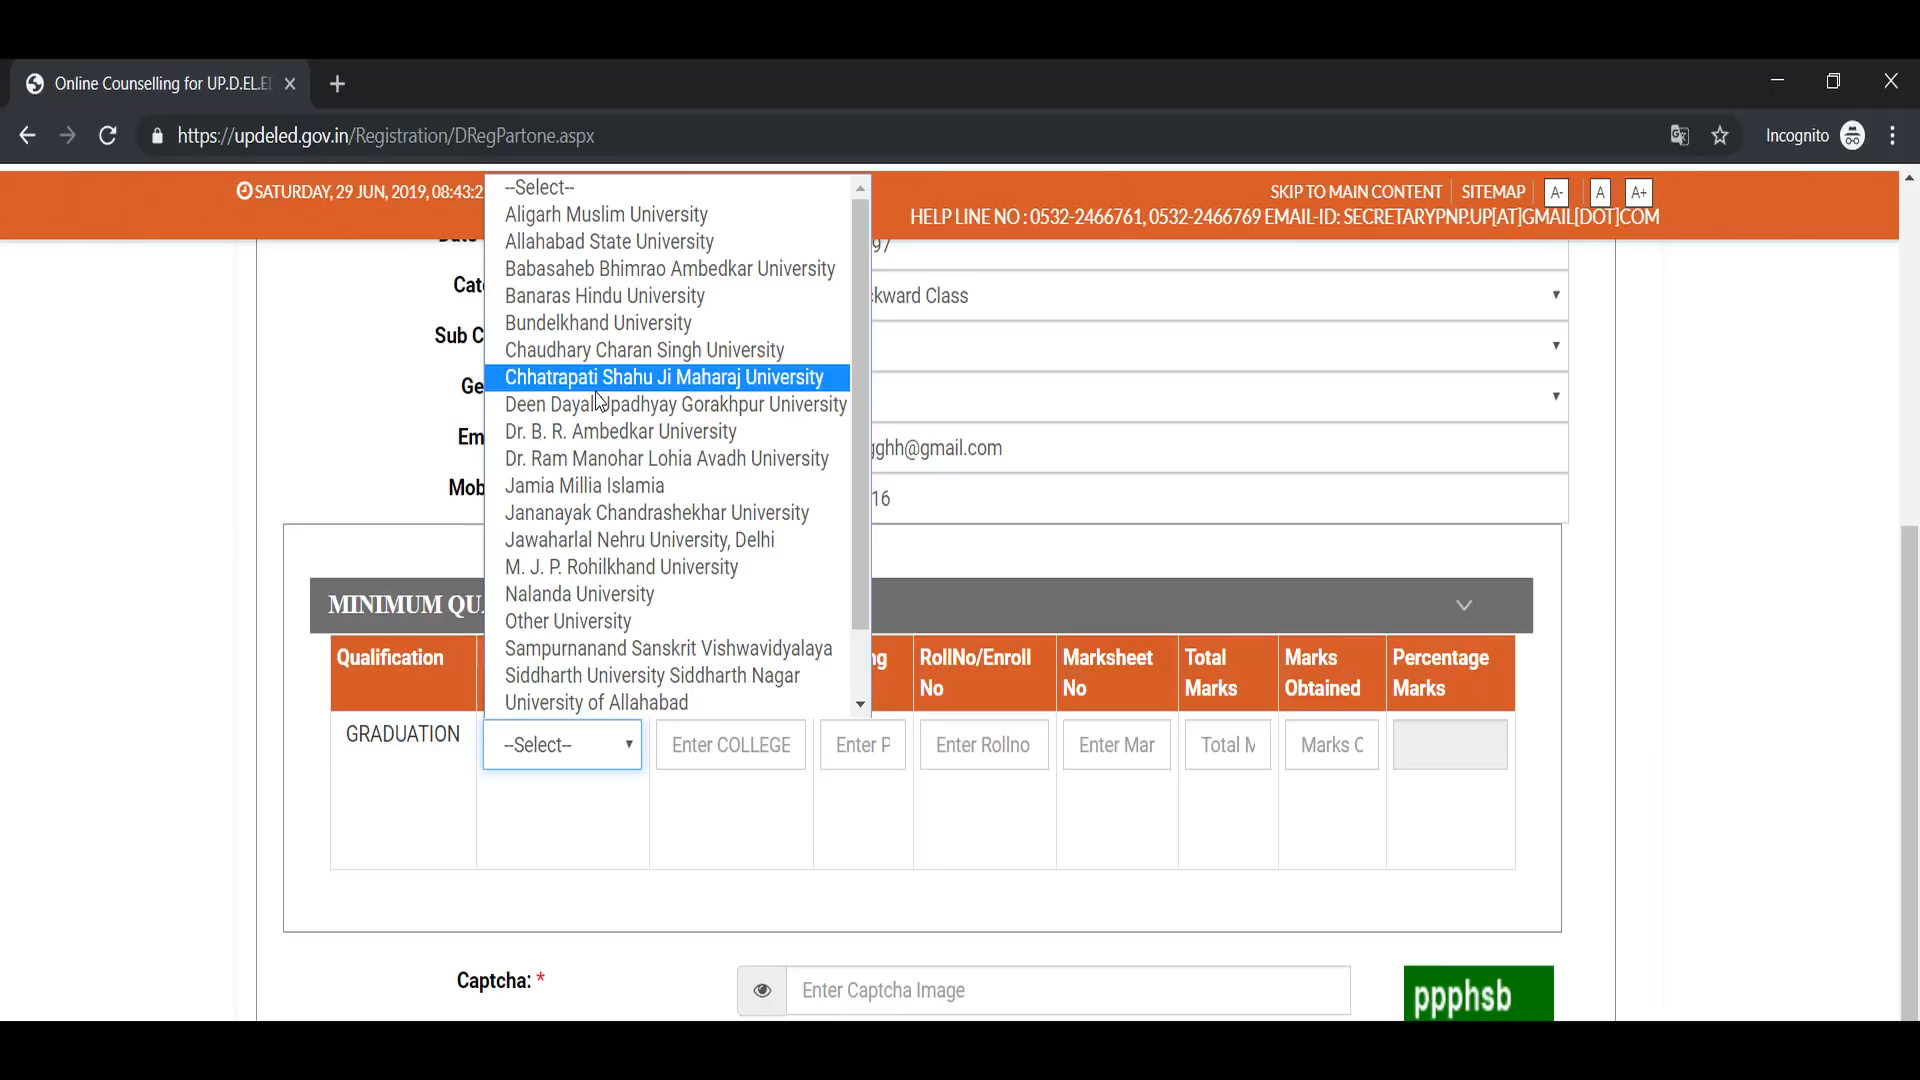 Online Counselling for UP.D.EL.E
https://updeled.gov.in/Registration/DRegPartone.aspx
Incognito
SATURDAY, 29 JUN, 2019, 08:43:2
SKIP TO MAIN CONTENT
SITEMAP
A-
A
A+
HELP LINE NO : 0532-2466761, 0532-2466769 EMAIL-ID: SECRETARYPNP.UP[AT]GMAIL[DOT]COM
--Select--
Aligarh Muslim University
Allahabad State University
Babasaheb Bhimrao Ambedkar University
Banaras Hindu University
Bundelkhand University
Chaudhary Charan Singh University
Chhatrapati Shahu Ji Maharaj University
Deen Dayal Upadhyay Gorakhpur University
Dr. B. R. Ambedkar University
Dr. Ram Manohar Lohia Avadh University
Jamia Millia Islamia
Jananayak Chandrashekhar University
Jawaharlal Nehru University, Delhi
M. J. P. Rohilkhand University
Nalanda University
Other University
Sampurnanand Sanskrit Vishwavidyalaya
Siddharth University Siddharth Nagar
University of Allahabad
97
Cat
kward Class
Sub C
Ge
Em
gghh@gmail.com
Mob
16
MINIMUM QU
Qualification
ng
RollNo/Enroll No
Marksheet No
Total Marks
Marks Obtained
Percentage Marks
GRADUATION
--Select--
Enter COLLEGE
Enter P
Enter Rollno
Enter Mar
Total M
Marks C
Captcha: *
Enter Captcha Image
ppphsb